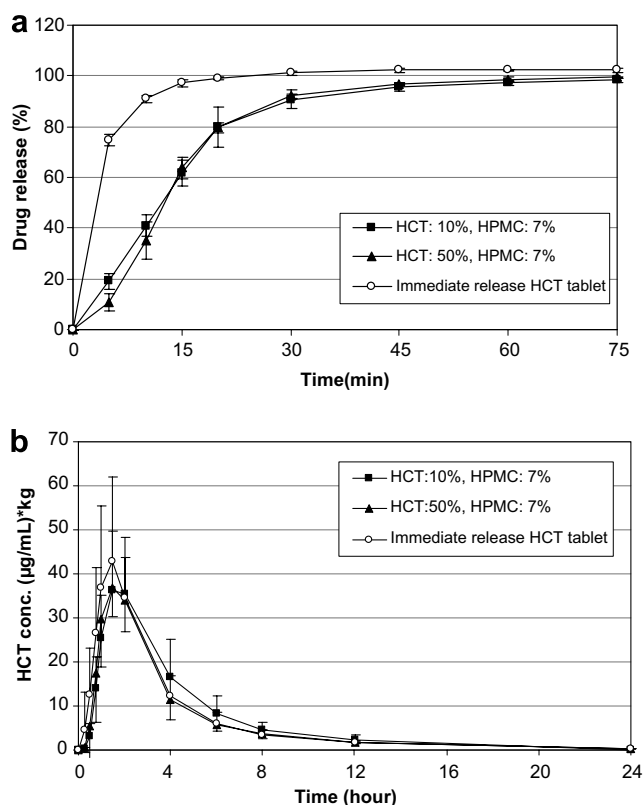 a
120
100
80
60
40
20
0
Drug release (%)
HCT: 10%, HPMC: 7%
HCT: 50%, HPMC: 7%
Immediate release HCT tablet
0 15 30 45 60 75
Time(min)
b
70
60
50
40
30
20
10
0
HCT conc. (µg/mL)*kg
HCT:10%, HPMC: 7%
HCT:50%, HPMC: 7%
Immediate release HCT tablet
0 4 8 12 16 20 24
Time (hour)